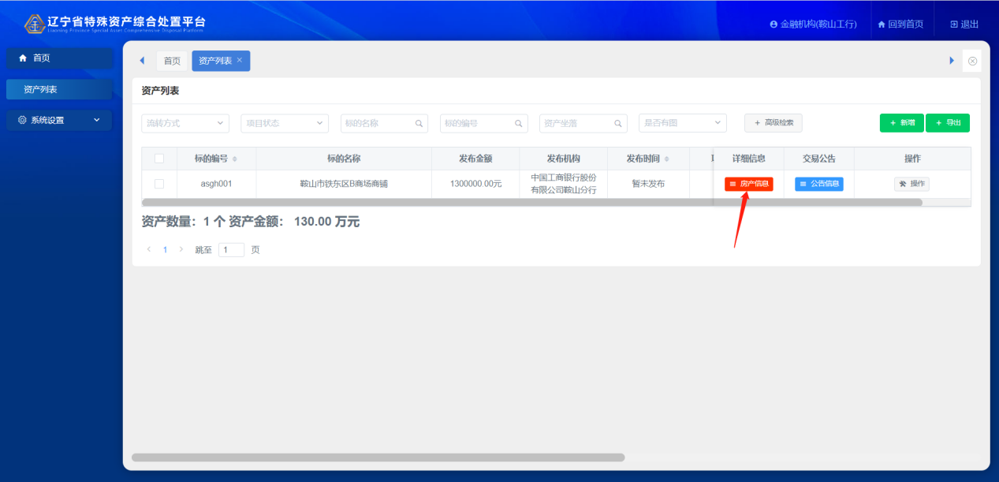 辽宁省特殊资产综合处置平台
Liaoning Province Special Asset Comprehensive Disposal Platform
金融机构(鞍山工行) 回到首页 退出
首页
资产列表
系统设置
首页 资产列表
资产列表
流转方式 项目状态 标的名称 标的编号 资产坐落 是否有图 + 高级检索 + 新增 + 导出
标的编号 标的名称 发布金额 发布机构 发布时间 详细信息 交易公告 操作
asgh001 鞍山市铁东区B商场商铺 1300000.00元 中国工商银行股份 暂未发布 房产信息 公告信息 操作
有限公司鞍山分行
资产数量：1 个 资产金额： 130.00 万元
1 跳至 1 页